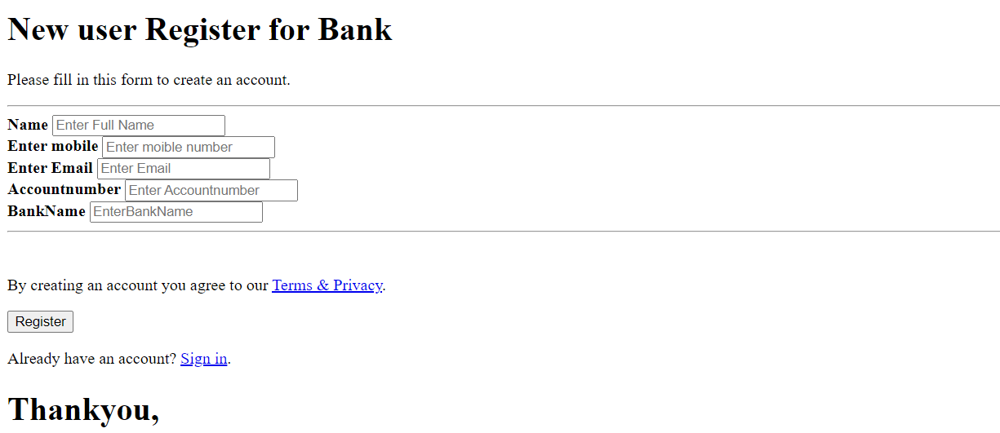 New user Register for Bank
Please fill in this form to create an account.
Name Enter Full Name
Enter mobile Enter moible number
Enter Email Enter Email
Accountnumber Enter Accountnumber
BankName EnterBankName
By creating an account you agree to our Terms & Privacy.
Register
Already have an account? Sign in.
Thankyou,